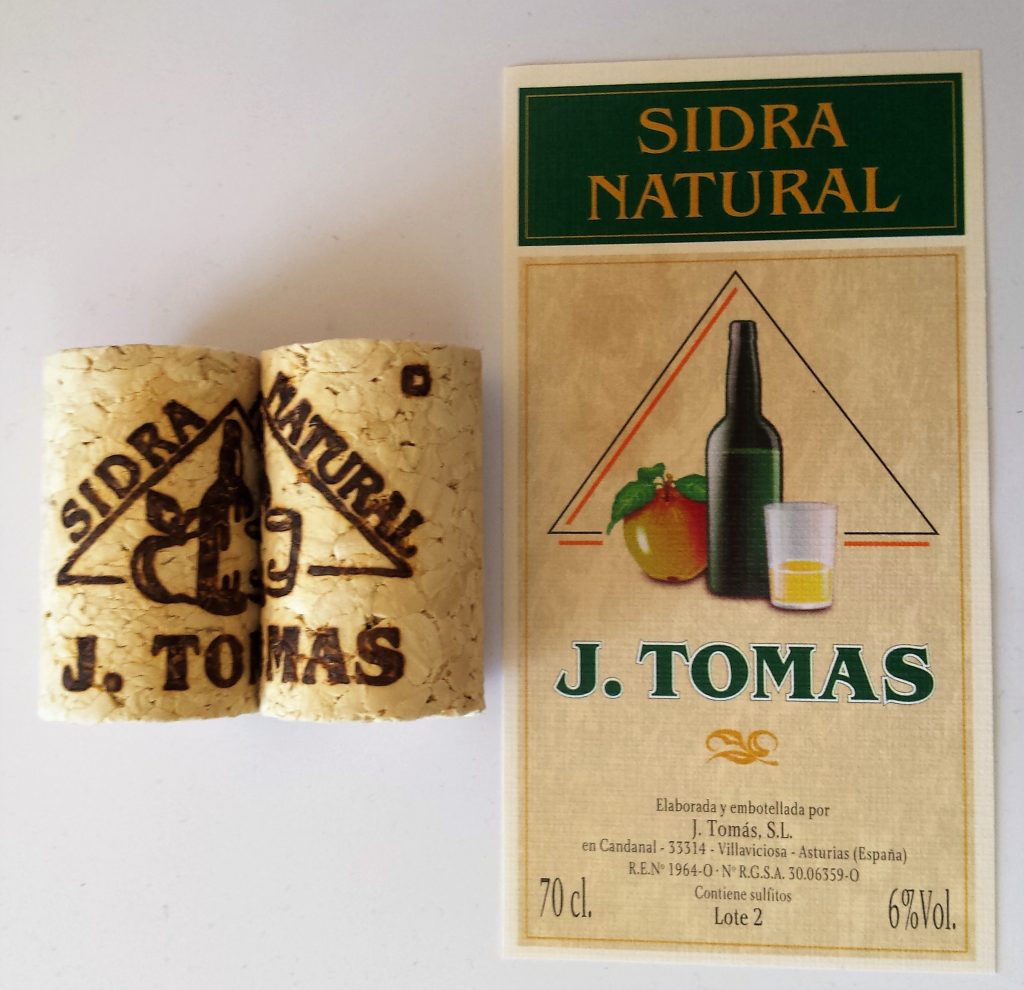 SIDRA
NATURAL
J. TOMAS
SIDRA
NATURAL
J. TOMAS
Elaborada y embotellada por
J. Tomás, S.L.
en Candanal - 33314 - Villaviciosa - Asturias (España)
R.E.Nº 1964-O · Nº R.G.S.A. 30.06359-O
Contiene sulfitos
70 cl.
Lote 2
6%Vol.